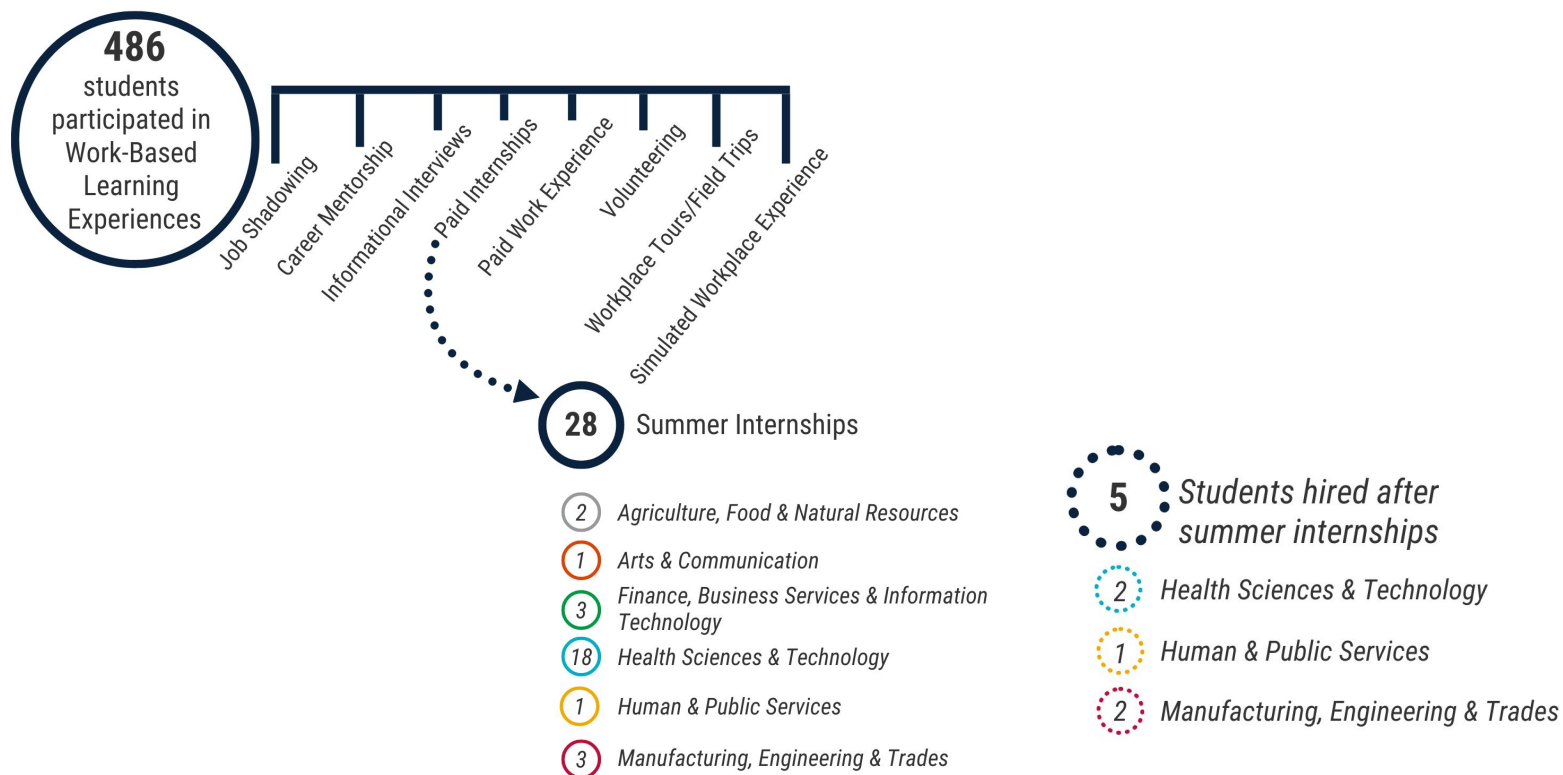 486
students
participated in
Work-Based
Learning
Experiences
Job Shadowing
Career Mentorship
Informational Interviews
Paid Internships
Paid Work Experience
Volunteering
Workplace Tours/Field Trips
Simulated Workplace Experience
28 Summer Internships
2 Agriculture, Food & Natural Resources
1 Arts & Communication
3 Finance, Business Services & Information
Technology
18 Health Sciences & Technology
1 Human & Public Services
3 Manufacturing, Engineering & Trades
5 Students hired after
summer internships
2 Health Sciences & Technology
1 Human & Public Services
2 Manufacturing, Engineering & Trades